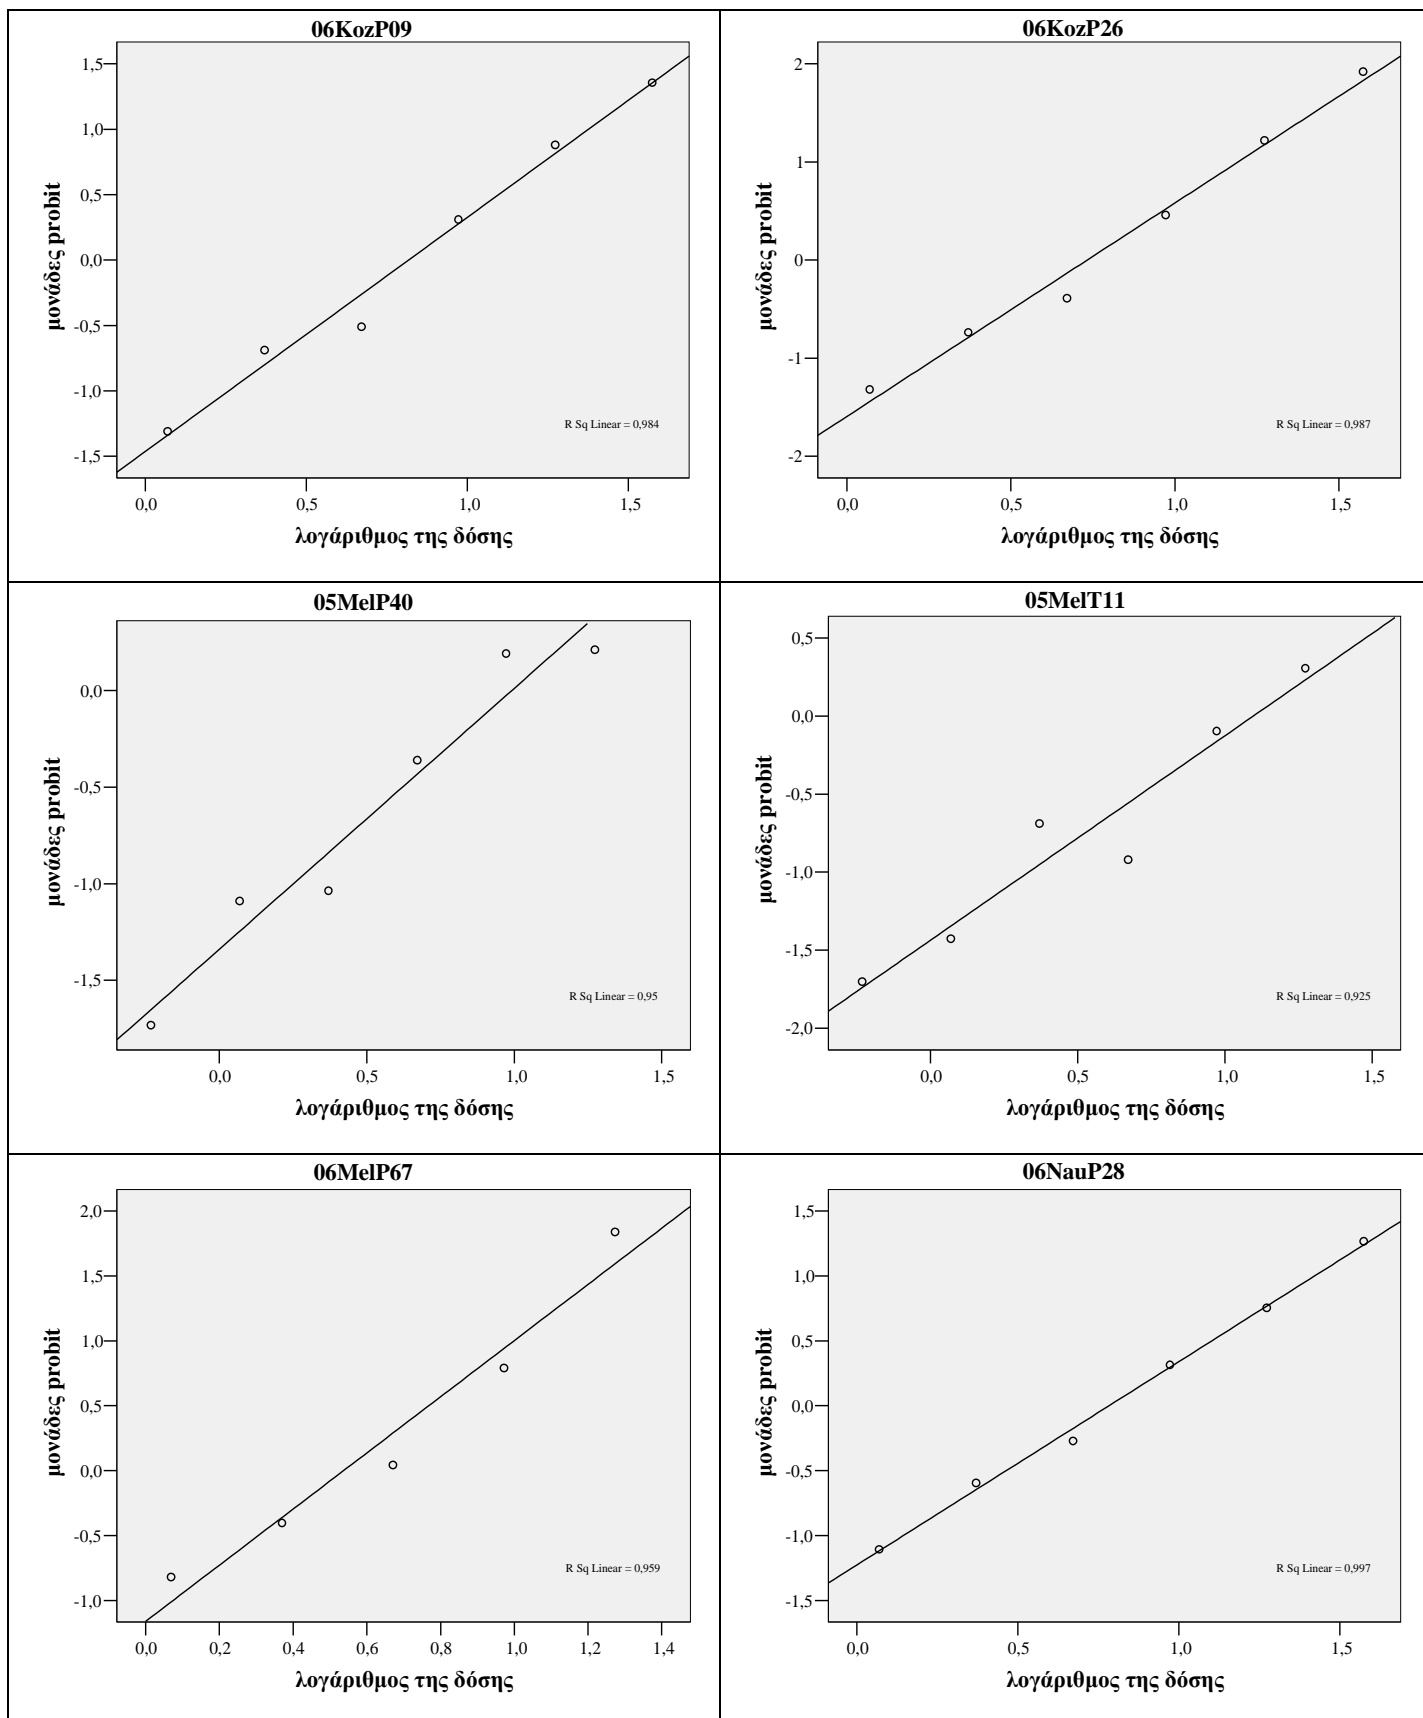 06KozP09
1,5
1,0
0,5
0,0
-0,5
-1,0
-1,5
μονάδες probit
R Sq Linear = 0,984
0,0 0,5 1,0 1,5
λογάριθμος της δόσης
06KozP26
2
1
0
-1
-2
μονάδες probit
R Sq Linear = 0,987
0,0 0,5 1,0 1,5
λογάριθμος της δόσης
05MelP40
0,0
-0,5
-1,0
-1,5
μονάδες probit
R Sq Linear = 0,95
0,0 0,5 1,0 1,5
λογάριθμος της δόσης
05MelT11
0,5
0,0
-0,5
-1,0
-1,5
-2,0
μονάδες probit
R Sq Linear = 0,925
0,0 0,5 1,0 1,5
λογάριθμος της δόσης
06MelP67
2,0
1,5
1,0
0,5
0,0
-0,5
-1,0
μονάδες probit
R Sq Linear = 0,959
0,0 0,2 0,4 0,6 0,8 1,0 1,2 1,4
λογάριθμος της δόσης
06NauP28
1,5
1,0
0,5
0,0
-0,5
-1,0
-1,5
μονάδες probit
R Sq Linear = 0,997
0,0 0,5 1,0 1,5
λογάριθμος της δόσης